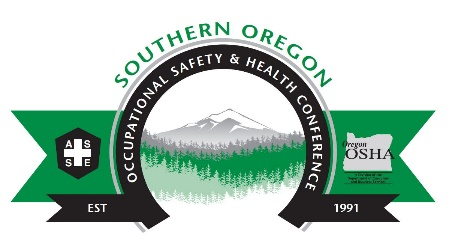 SOUTHERN OREGON
OCCUPATIONAL SAFETY & HEALTH CONFERENCE
A S
S E
Oregon
OSHA
EST
1991